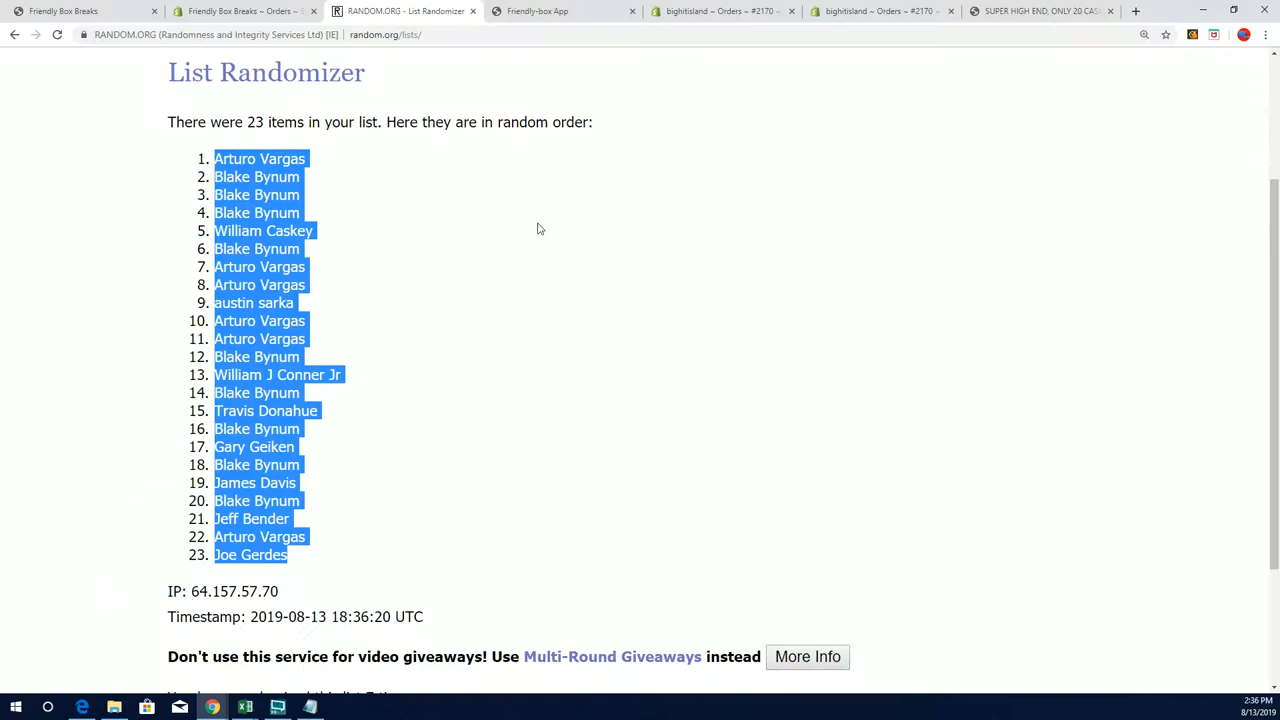 Friendly Box Breaks
Friendly Box Breaks ~ Orders ~ S
RANDOM.ORG - List Randomizer
Friendly-box App
bighitisland ~ Orders ~ #2170 ~
bighitisland ~ Orders ~ #2170 ~
SUPER HIGH END, ONLY 20 CASE
RANDOM.ORG (Randomness and Integrity Services Ltd) [IE] | random.org/lists/
List Randomizer
There were 23 items in your list. Here they are in random order:
1. Arturo Vargas
2. Blake Bynum
3. Blake Bynum
4. Blake Bynum
5. William Caskey
6. Blake Bynum
7. Arturo Vargas
8. Arturo Vargas
9. austin sarka
10. Arturo Vargas
11. Arturo Vargas
12. Blake Bynum
13. William J Conner Jr
14. Blake Bynum
15. Travis Donahue
16. Blake Bynum
17. Gary Geiken
18. Blake Bynum
19. James Davis
20. Blake Bynum
21. Jeff Bender
22. Arturo Vargas
23. Joe Gerdes
IP: 64.157.57.70
Timestamp: 2019-08-13 18:36:20 UTC
Don't use this service for video giveaways! Use Multi-Round Giveaways instead More Info
2:36 PM
8/13/2019